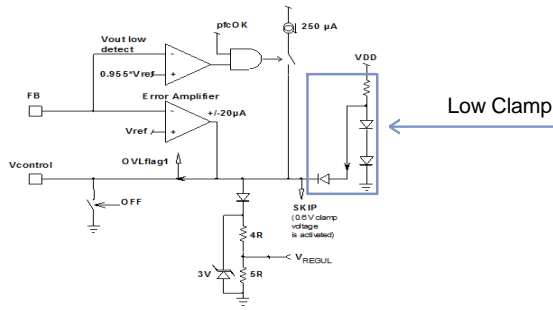 pfcOK
250 µA
Vout low
detect
VDD
0.955*Vref
-
+
FB
Error Amplifier
Low Clamp
-
+/-20µA
Vref
+
Vcontrol
OVLflag1
OFF
SKIP
(0.6 V clamp
voltage
is activated)
4R
VREGUL
3V
5R